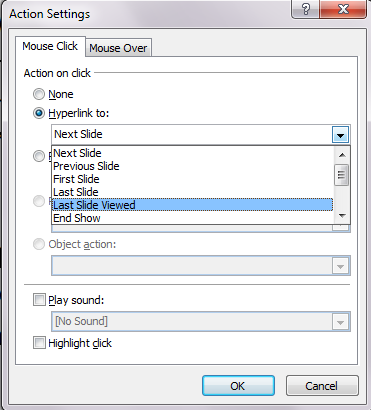 Action Settings
?
Mouse Click
Mouse Over
Action on click
None
Hyperlink to:
Next Slide
Next Slide
Previous Slide
First Slide
Last Slide
Last Slide Viewed
End Show
Object action:
Play sound:
[No Sound]
Highlight click
OK
Cancel